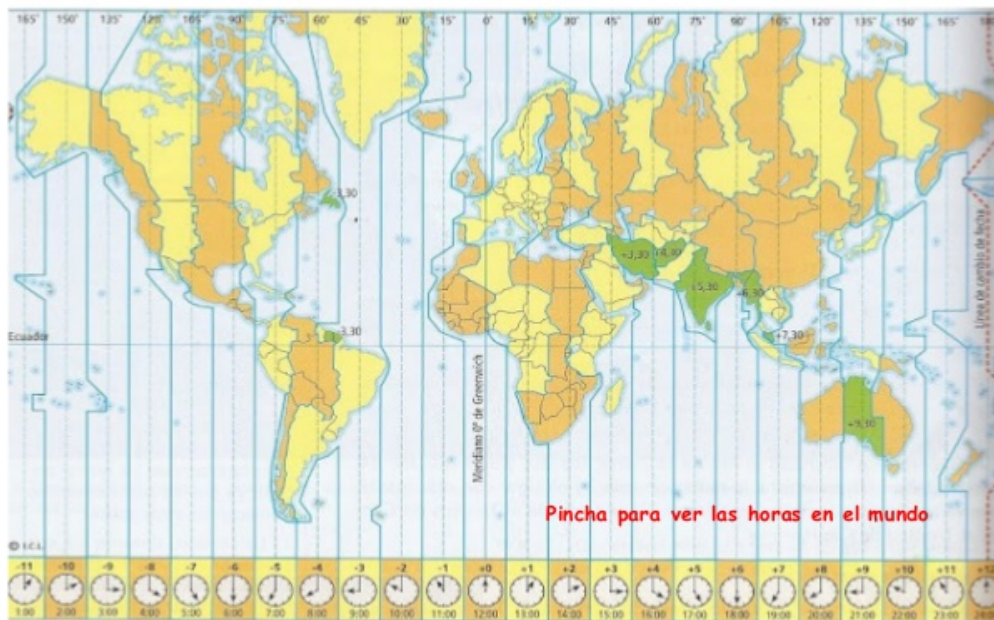 165° 150° 135° 120° 105° 90° 75° 60° 45° 30° 15° 0° 15° 30° 45° 60° 75° 90° 105° 120° 135° 150° 165° 180
-3,30
+3,30 +4,30
+5,30
+6,30
-3,30
+7,30
Ecuador
+9,30
Meridiano 0º de Greenwich
Línea de cambio de fecha
Pincha para ver las horas en el mundo
© I.C.L.
-11 -10 -9 -8 -7 -6 -5 -4 -3 -2 -1 0 +1 +2 +3 +4 +5 +6 +7 +8 +9 +10 +11 +12
1:00 2:00 3:00 4:00 5:00 6:00 7:00 8:00 9:00 10:00 11:00 12:00 13:00 14:00 15:00 16:00 17:00 18:00 19:00 20:00 21:00 22:00 23:00 24:00